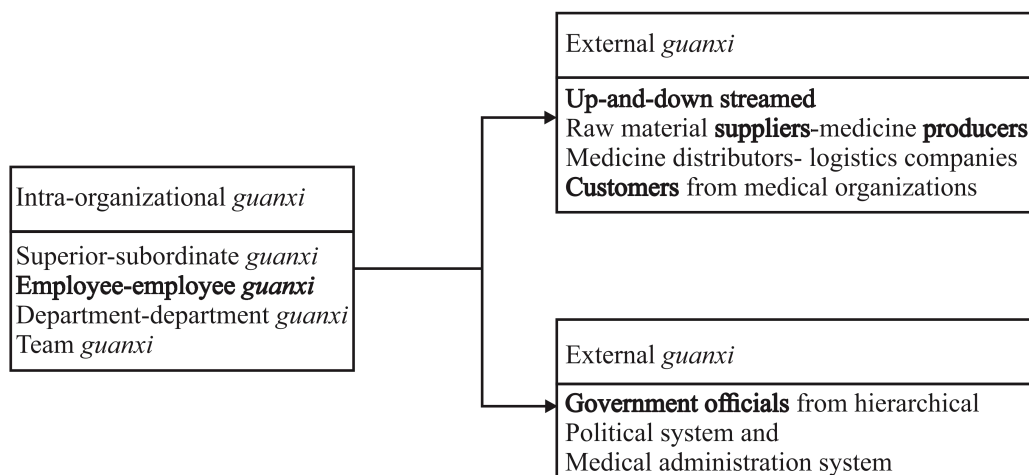 Intra-organizational guanxi
Superior-subordinate guanxi
Employee-employee guanxi
Department-department guanxi
Team guanxi
External guanxi
Up-and-down streamed
Raw material suppliers-medicine producers
Medicine distributors- logistics companies
Customers from medical organizations
External guanxi
Government officials from hierarchical
Political system and
Medical administration system